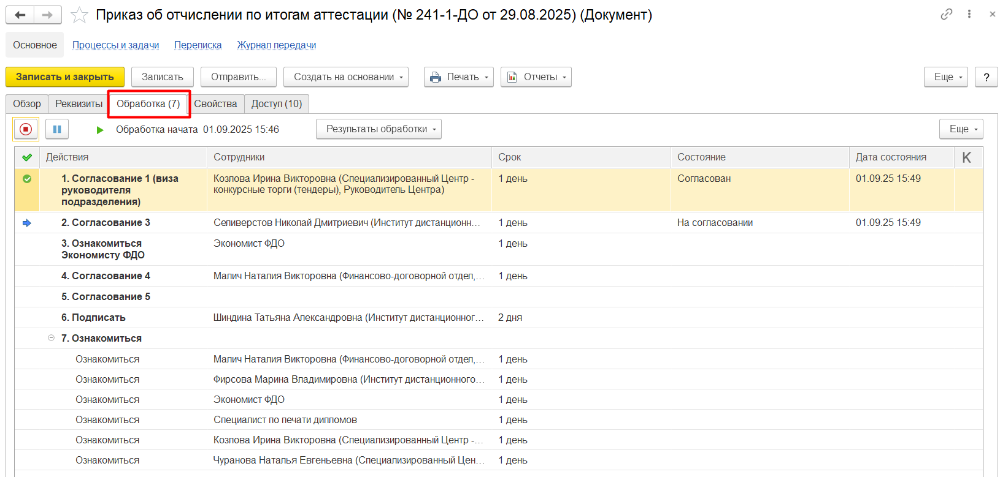 Приказ об отчислении по итогам аттестации (№ 241-1-ДО от 29.08.2025) (Документ)
Основное Процессы и задачи Переписка Журнал передачи
Записать и закрыть Записать Отправить... Создать на основании Печать Отчеты Еще ?
Обзор Реквизиты Обработка (7) Свойства Доступ (10)
Обработка начата 01.09.2025 15:46 Результаты обработки Еще
Действия Сотрудники Срок Состояние Дата состояния К
1. Согласование 1 (виза Козлова Ирина Викторовна (Специализированный Центр - 1 день Согласован 01.09.25 15:49
руководителя конкурсные торги (тендеры), Руководитель Центра)
подразделения)
2. Согласование 3 Селиверстов Николай Дмитриевич (Институт дистанционн... 1 день На согласовании 01.09.25 15:49
3. Ознакомиться Экономист ФДО 1 день
Экономисту ФДО
4. Согласование 4 Малич Наталия Викторовна (Финансово-договорной отдел,... 1 день
5. Согласование 5
6. Подписать Шиндина Татьяна Александровна (Институт дистанционног... 2 дня
7. Ознакомиться
Ознакомиться Малич Наталия Викторовна (Финансово-договорной отдел,... 1 день
Ознакомиться Фирсова Марина Владимировна (Институт дистанционного... 1 день
Ознакомиться Экономист ФДО 1 день
Ознакомиться Специалист по печати дипломов 1 день
Ознакомиться Козлова Ирина Викторовна (Специализированный Центр -... 1 день
Ознакомиться Чуранова Наталья Евгеньевна (Специализированный Цен... 1 день